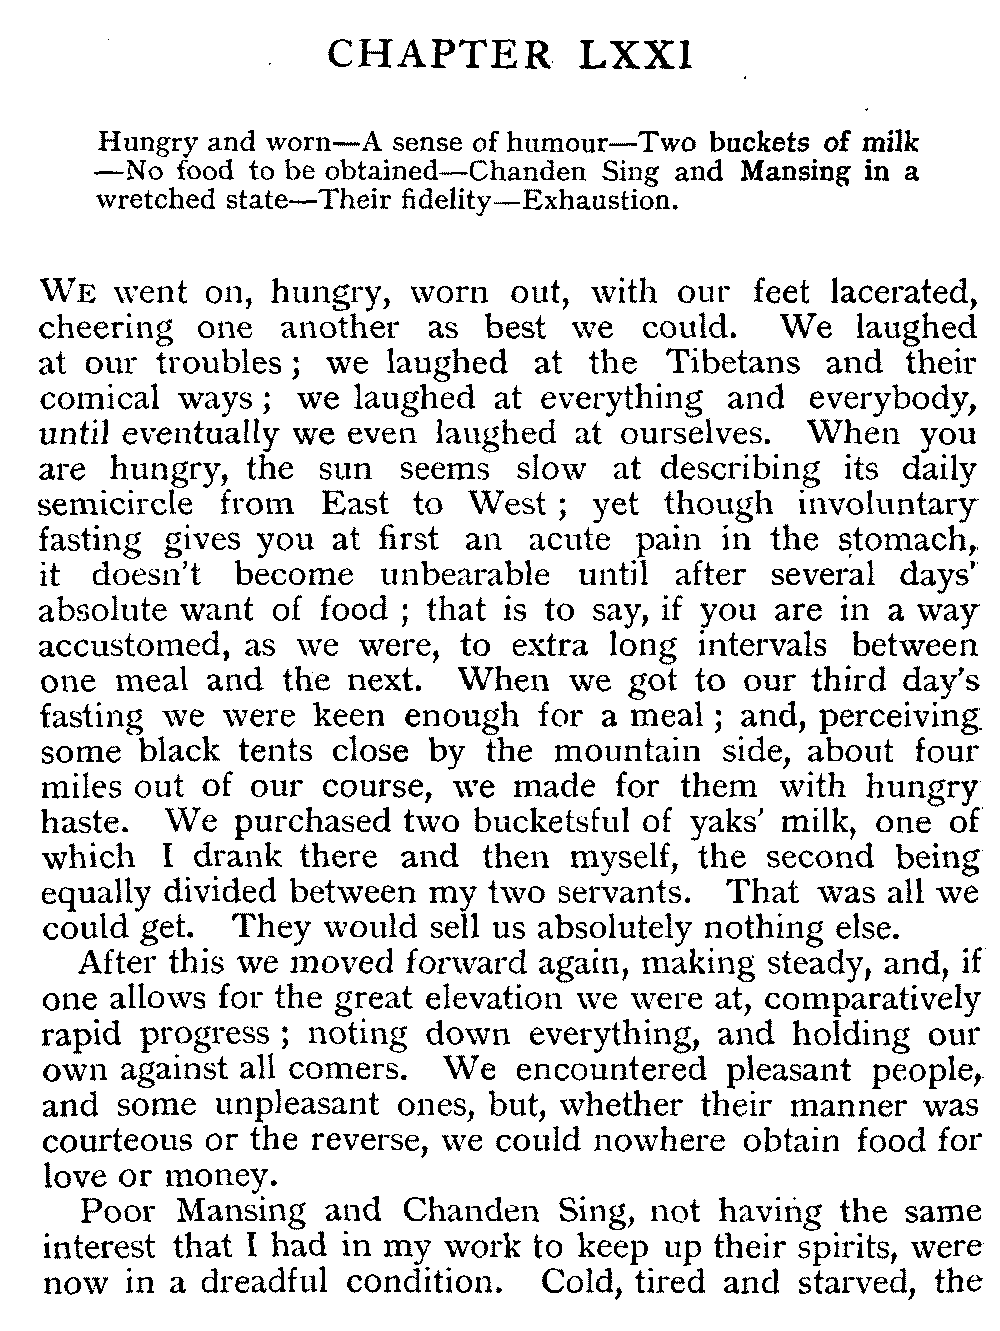 CHAPTER LXXI
Hungry and worn—A sense of humour—Two buckets of milk
—No food to be obtained—Chanden Sing and Mansing in a
wretched state—Their fidelity—Exhaustion.
WE went on, hungry, worn out, with our feet lacerated,
cheering one another as best we could. We laughed
at our troubles ; we laughed at the Tibetans and their
comical ways ; we laughed at everything and everybody,
until eventually we even laughed at ourselves. When you
are hungry, the sun seems slow at describing its daily
semicircle from East to West ; yet though involuntary
fasting gives you at first an acute pain in the stomach,
it doesn't become unbearable until after several days'
absolute want of food ; that is to say, if you are in a way
accustomed, as we were, to extra long intervals between
one meal and the next. When we got to our third day's
fasting we were keen enough for a meal ; and, perceiving
some black tents close by the mountain side, about four
miles out of our course, we made for them with hungry
haste. We purchased two bucketsful of yaks' milk, one of
which I drank there and then myself, the second being
equally divided between my two servants. That was all we
could get. They would sell us absolutely nothing else.
After this we moved forward again, making steady, and, if
one allows for the great elevation we were at, comparatively
rapid progress ; noting down everything, and holding our
own against all comers. We encountered pleasant people,
and some unpleasant ones, but, whether their manner was
courteous or the reverse, we could nowhere obtain food for
love or money.
Poor Mansing and Chanden Sing, not having the same
interest that I had in my work to keep up their spirits, were
now in a dreadful condition. Cold, tired and starved, the